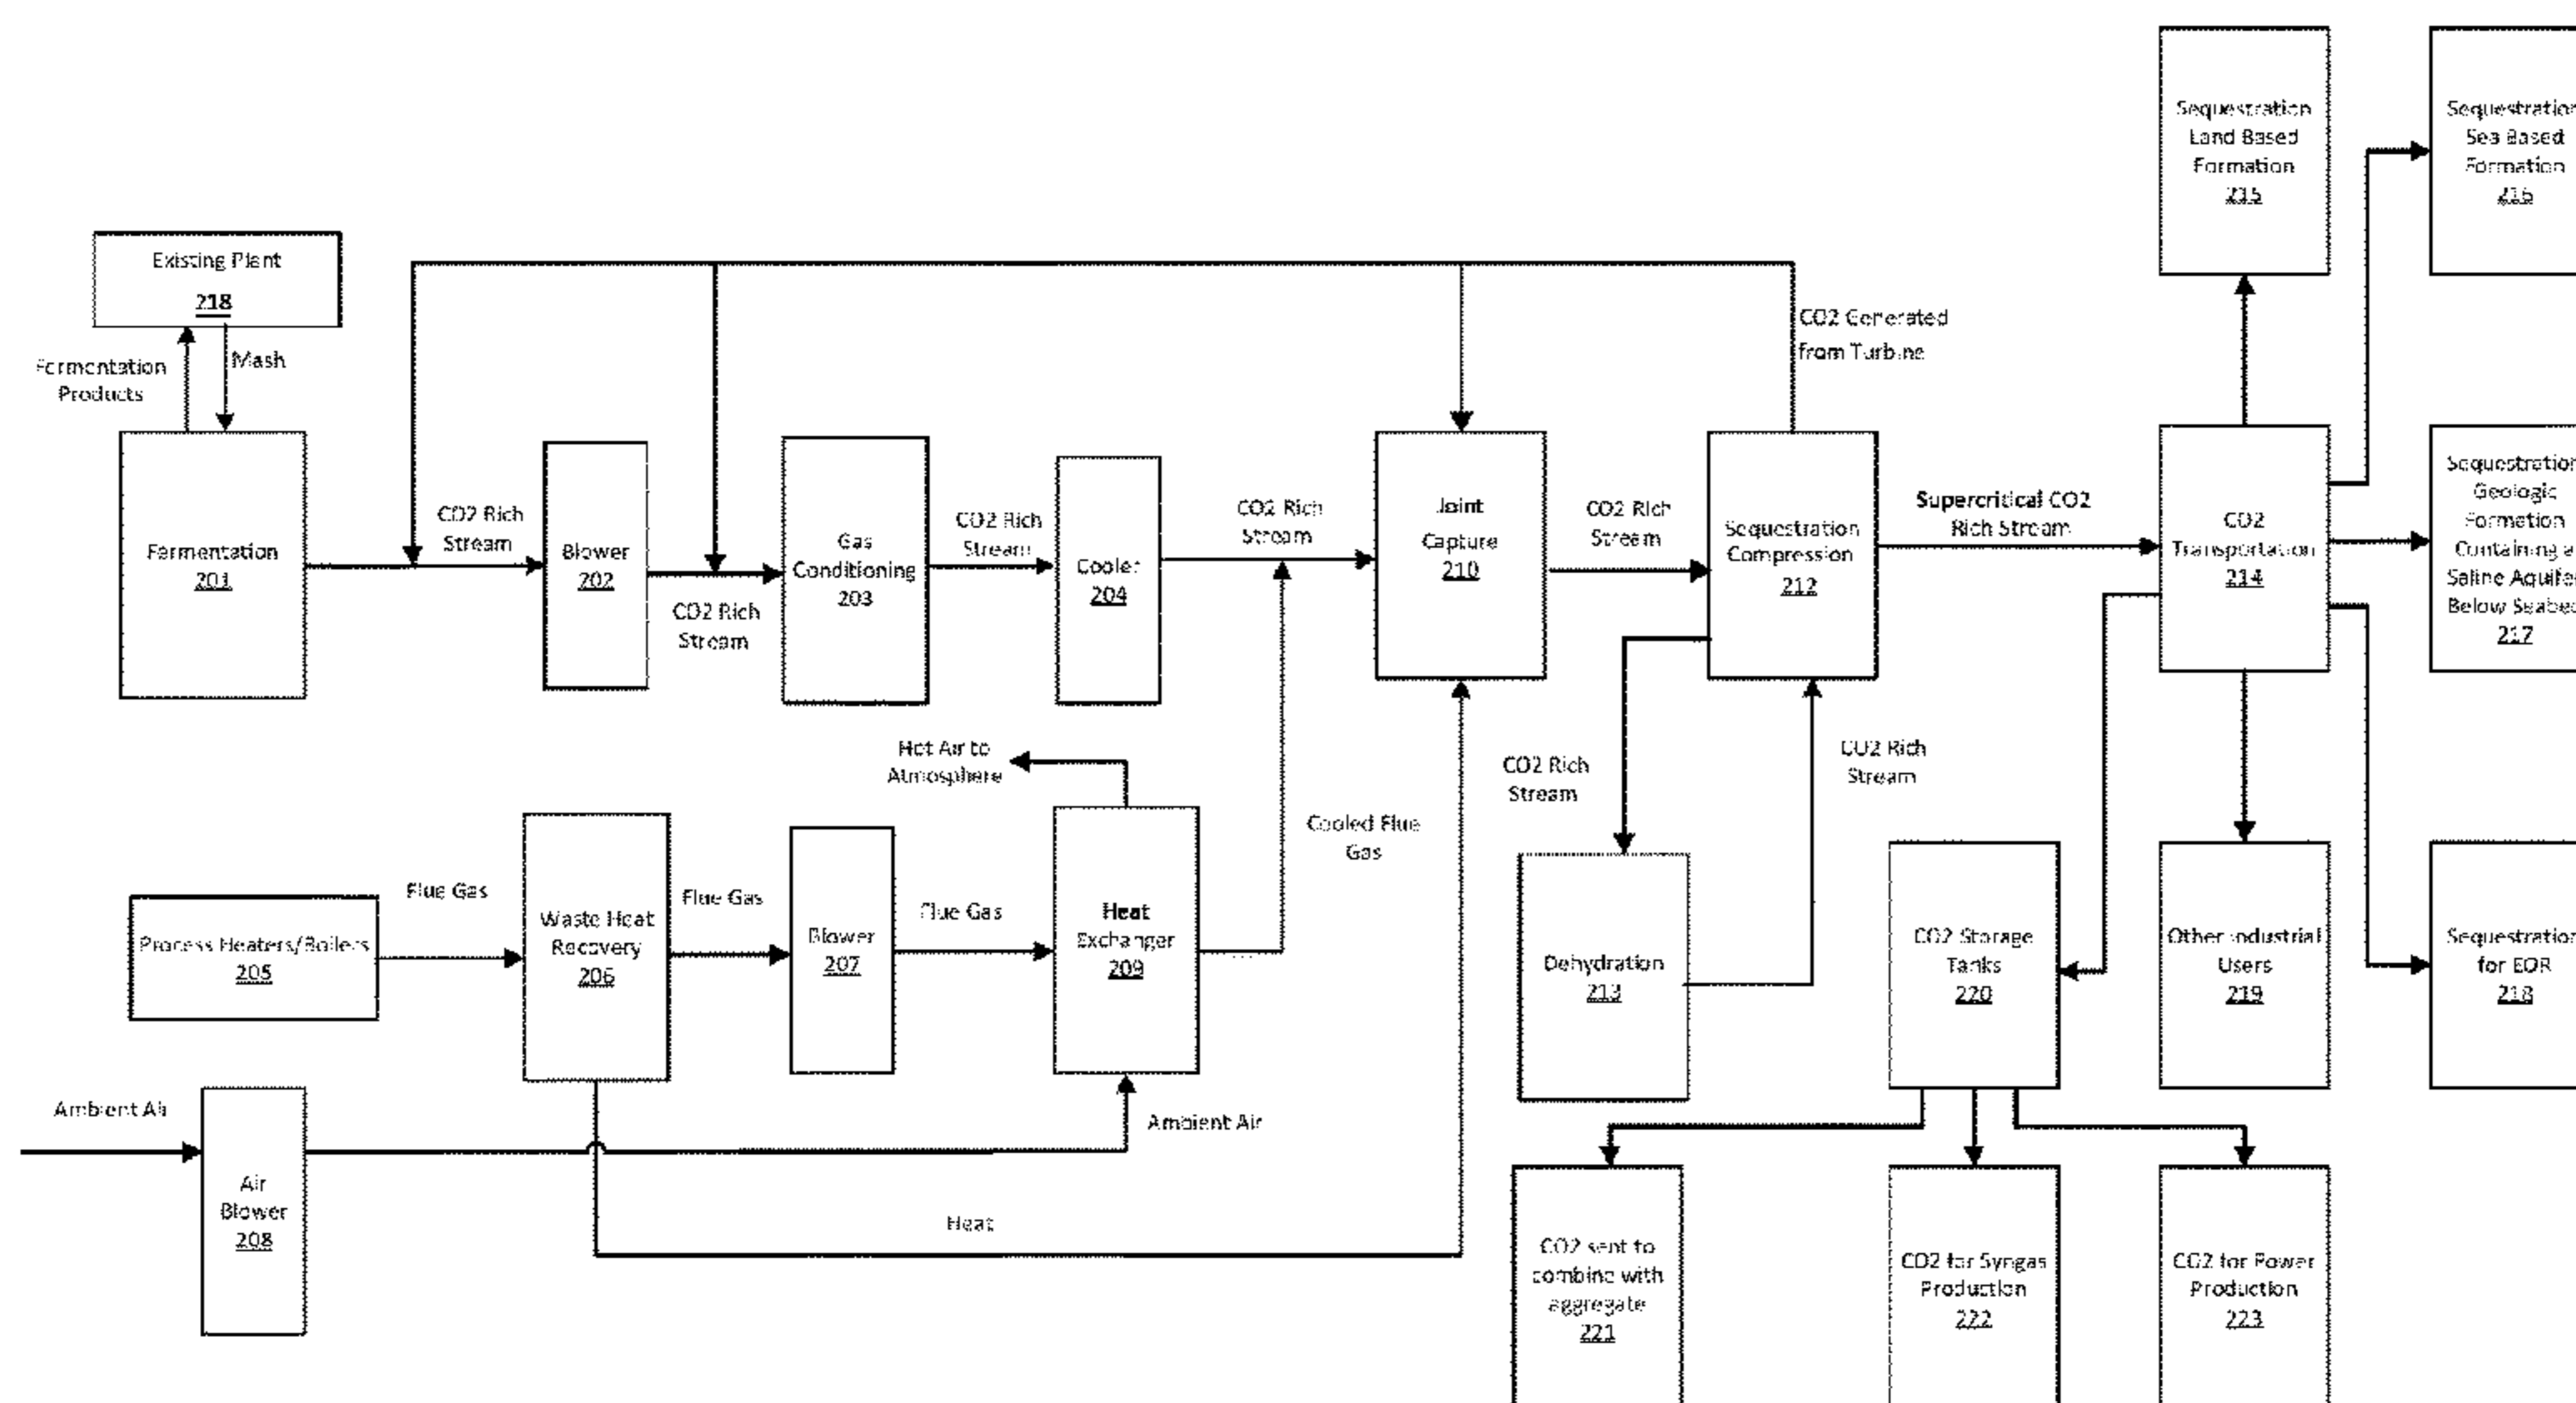 Existing Plant
218
Fermentation
Products
Mash
Fermentation
201
CO2 Rich
Stream
Blower
202
CO2 Rich
Stream
Gas
Conditioning
203
CO2 Rich
Stream
Cooler
204
CO2 Rich
Stream
Joint
Capture
210
CO2 Rich
Stream
CO2 Generated
from Turbine
Sequestration
Compression
212
Supercritical CO2
Rich Stream
CO2
Transportation
214
Sequestration
Land Based
Formation
215
Sequestration
Sea Based
Formation
216
Sequestration
Geologic
Formation
Containing a
Saline Aquife
Below Seabed
217
Hot Air to
Atmosphere
Cooled Flue
Gas
CO2 Rich
Stream
CO2 Rich
Stream
Process Heaters/Boilers
205
Flue Gas
Waste Heat
Recovery
206
Flue Gas
Blower
207
Flue Gas
Heat
Exchanger
209
Dehydration
213
CO2 Storage
Tanks
220
Other Industrial
Users
219
Sequestration
for EOR
218
Ambient Air
Air
Blower
208
Ambient Air
Heat
CO2 sent to
combine with
aggregate
221
CO2 for Syngas
Production
222
CO2 for Power
Production
223